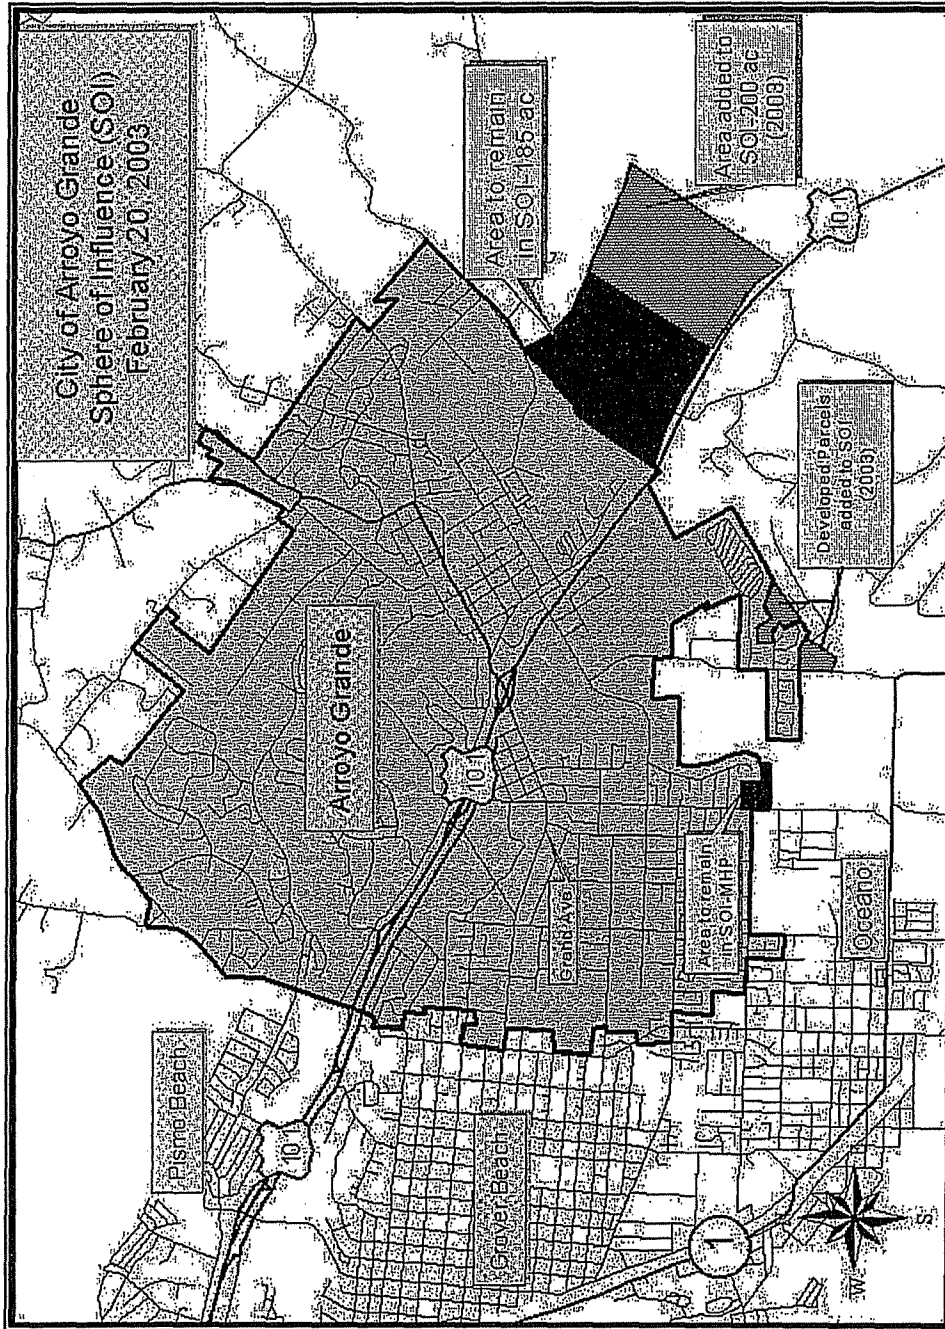 City of Arroyo Grande
Sphere of Influence (SOI)
February 20, 2003
Area to remain
in SOI-185 ac
Area added to
SOI-200 ac
(2003)
Arroyo Grande
Pismo Beach
101
101
101
Grand Ave
Grover Beach
Area to remain
in SOI-MHP
Developed Parcels
added to SOI
(2003)
Oceano
1
W
S